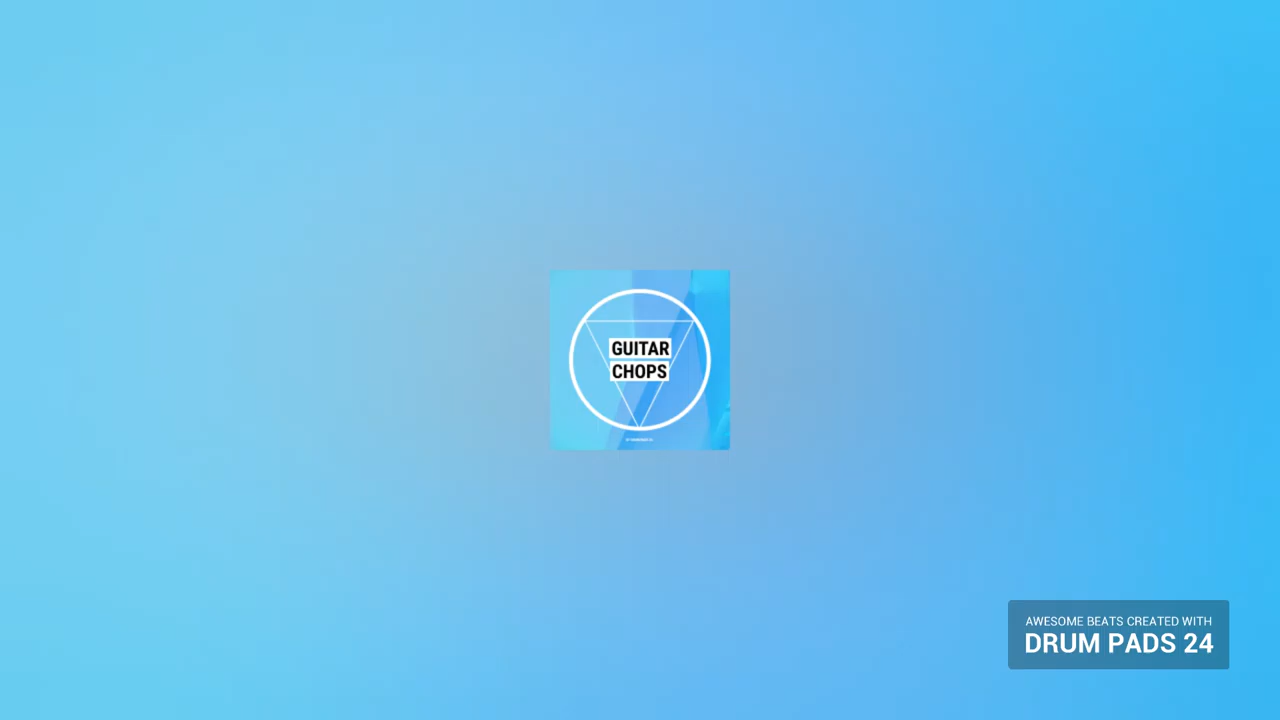 GUITAR
CHOPS
AWESOME BEATS CREATED WITH
DRUM PADS 24